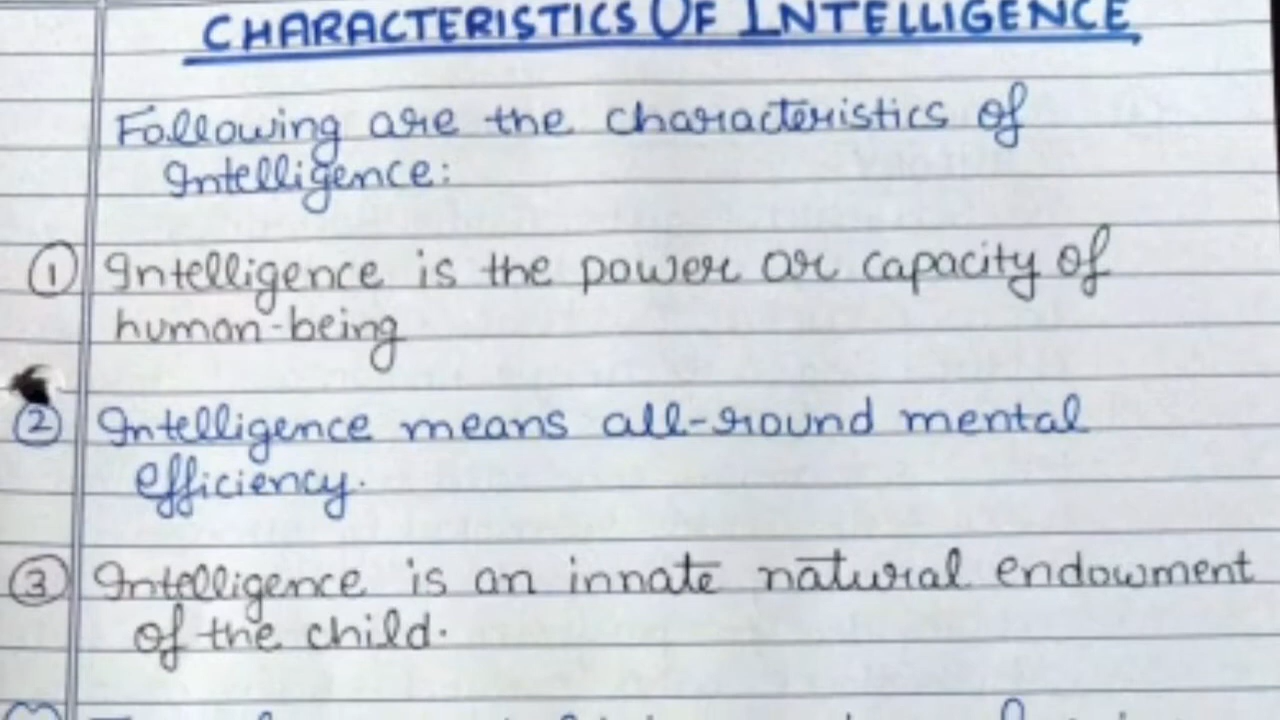 CHARACTERISTICS OF INTELLIGENCE
Following are the characteristics of
Intelligence:
① Intelligence is the power or capacity of
human-being
② Intelligence means all-round mental
efficiency.
③ Intelligence is an innate natural endowment
of the child.